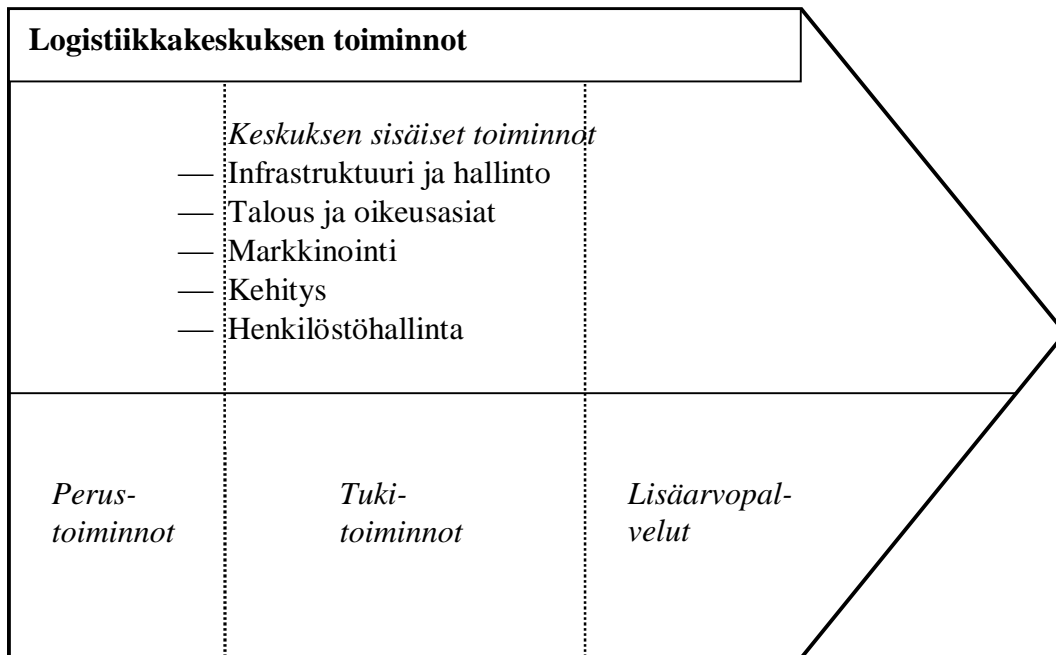 Logistiikkakeskuksen toiminnot
Keskuksen sisäiset toiminnot
— Infrastruktuuri ja hallinto
— Talous ja oikeusasiat
— Markkinointi
— Kehitys
— Henkilöstöhallinta
Perus-
toiminnot
Tuki-
toiminnot
Lisäarvopal-
velut